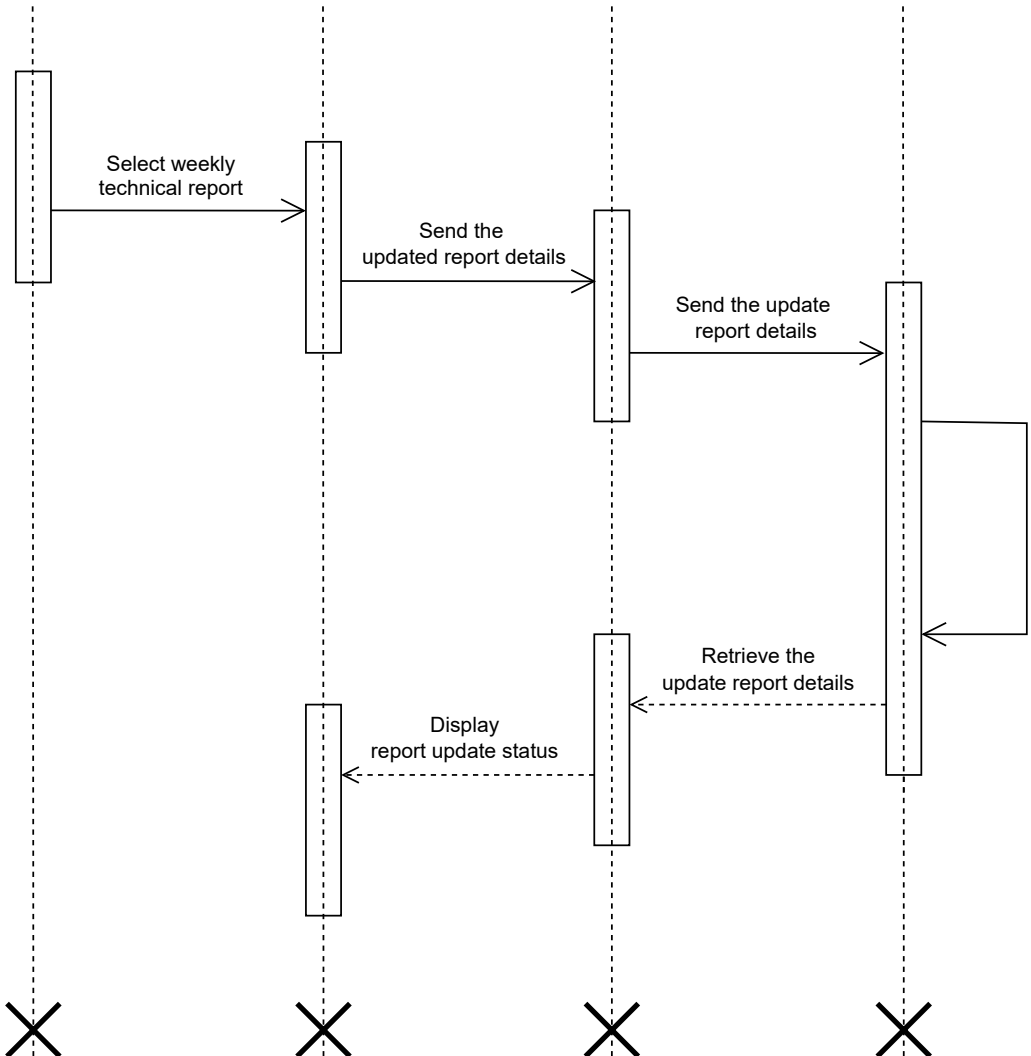 Select weekly
technical report
Send the
updated report details
Send the update
report details
Retrieve the
update report details
Display
report update status